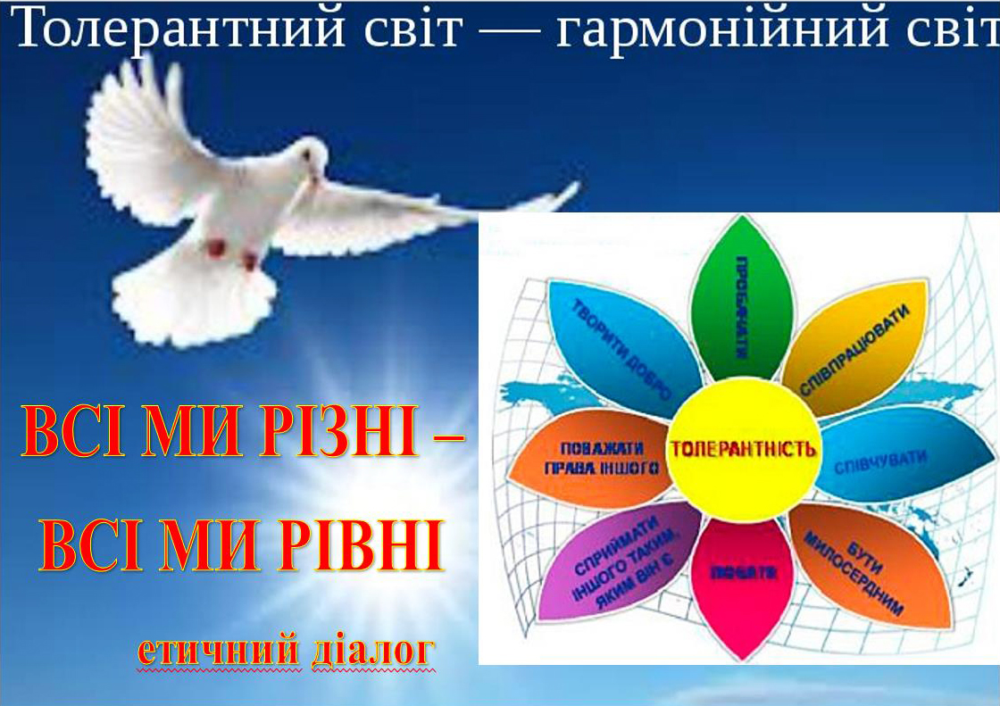 Толерантний світ — гармонійний світ
ВСІ МИ РІЗНІ –
ВСІ МИ РІВНІ
етичний діалог
ПРОБАЧАТИ
ТВОРИТИ ДОБРО
СПІВПРАЦЮВАТИ
ПОВАЖАТИ
ПРАВА ІНШОГО
ТОЛЕРАНТНІСТЬ
СПІВЧУВАТИ
СПРИЙМАТИ
ІНШОГО ТАКИМ,
ЯКИМ ВІН Є
БУТИ
МИЛОСЕРДНИМ